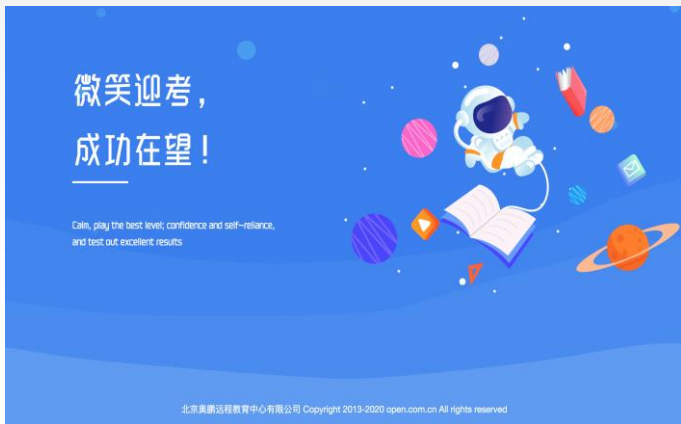 微笑迎考，
成功在望！
Calm, play the best level; confidence and self-reliance,
and test out excellent results
北京奥鹏远程教育中心有限公司 Copyright 2013-2020 open.com.cn All rights reserved